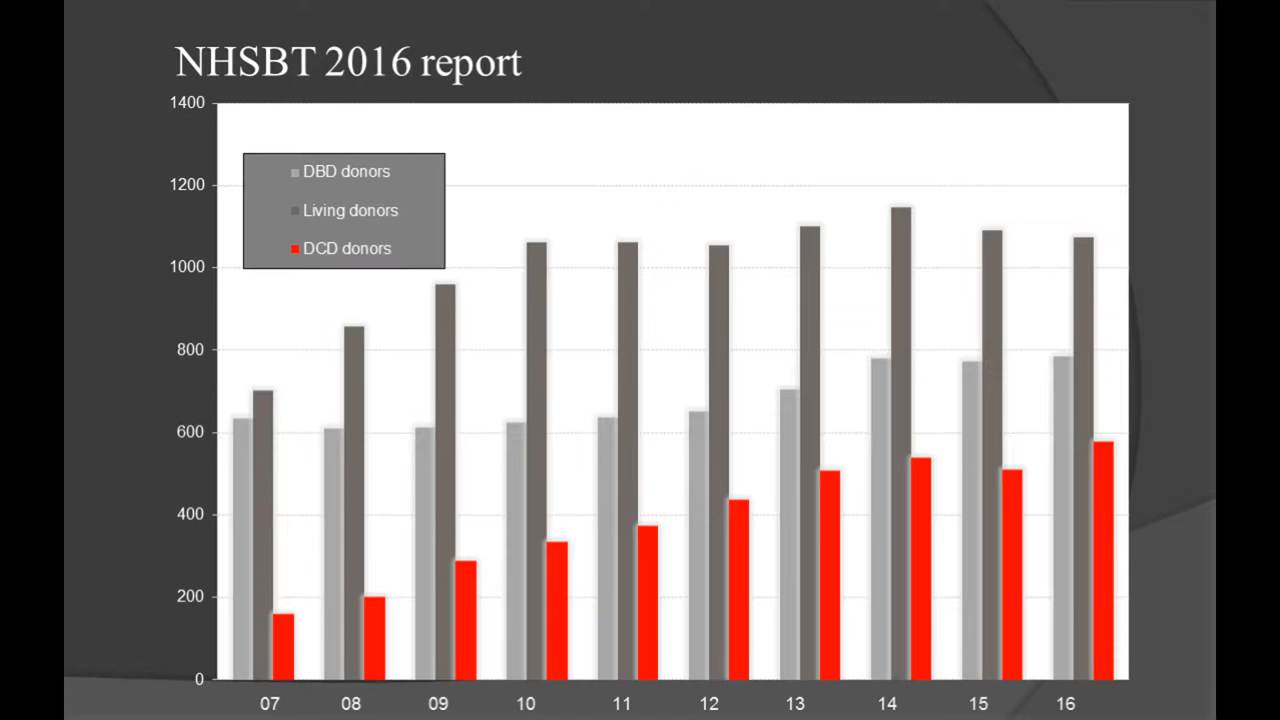 NHSBT 2016 report
1400
1200
1000
800
600
400
200
0
DBD donors
Living donors
DCD donors
07 08 09 10 11 12 13 14 15 16